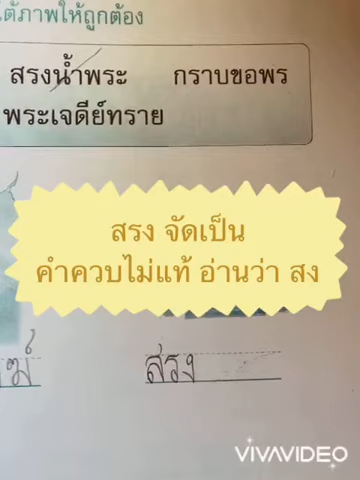 ใต้ภาพให้ถูกต้อง
สรงน้ำพระ กราบขอพร
พระเจดีย์ทราย
สรง จัดเป็น
คำควบไม่แท้ อ่านว่า สง
สรง
VIVAVIDEO